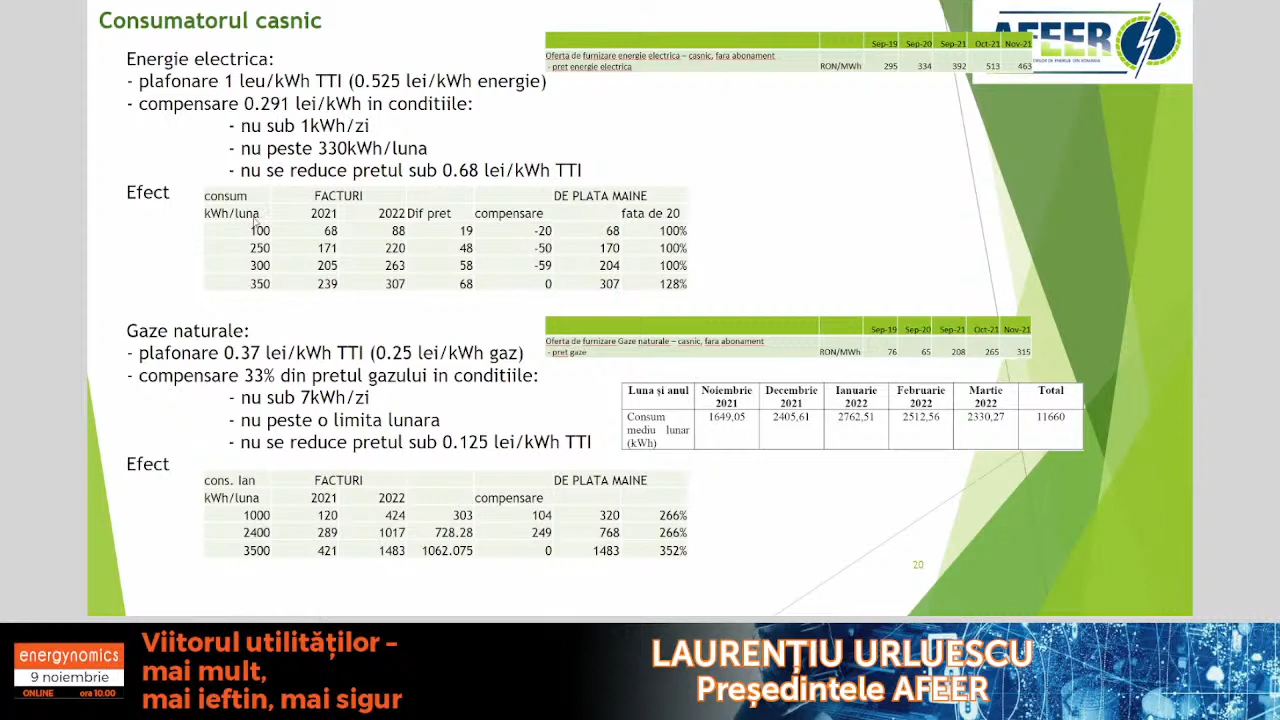 Consumatorul casnic
AFEER
Sep-19 Sep-20 Sep-21 Oct-21 Nov-21
Oferta de furnizare energie electrica – casnic, fara abonament
- pret energie electrica RON/MWh 295 334 392 513 463
Energie electrica:
- plafonare 1 leu/kWh TTI (0.525 lei/kWh energie)
- compensare 0.291 lei/kWh in conditiile:
- nu sub 1kWh/zi
- nu peste 330kWh/luna
- nu se reduce pretul sub 0.68 lei/kWh TTI
Efect
consum FACTURI DE PLATA MAINE
kWh/luna 2021 2022 Dif pret compensare fata de 20
100 68 88 19 -20 68 100%
250 171 220 48 -50 170 100%
300 205 263 58 -59 204 100%
350 239 307 68 0 307 128%
Gaze naturale:
- plafonare 0.37 lei/kWh TTI (0.25 lei/kWh gaz)
- compensare 33% din pretul gazului in conditiile:
- nu sub 7kWh/zi
- nu peste o limita lunara
- nu se reduce pretul sub 0.125 lei/kWh TTI
Sep-19 Sep-20 Sep-21 Oct-21 Nov-21
Oferta de furnizare Gaze naturale – casnic, fara abonament
- pret gaze RON/MWh 76 65 208 265 315
Luna și anul Noiembrie Decembrie Ianuarie Februarie Martie Total
2021 2021 2022 2022 2022
Consum 1649,05 2405,61 2762,51 2512,56 2330,27 11660
mediu lunar
(kWh)
Efect
cons. Ian FACTURI DE PLATA MAINE
kWh/luna 2021 2022 compensare
1000 120 424 303 104 320 266%
2400 289 1017 728.28 249 768 266%
3500 421 1483 1062.075 0 1483 352%
20
energynomics
9 noiembrie
ONLINE ora 10.00
Viitorul utilităților –
mai mult,
mai ieftin, mai sigur
LAURENȚIU URLUESCU
Președintele AFEER